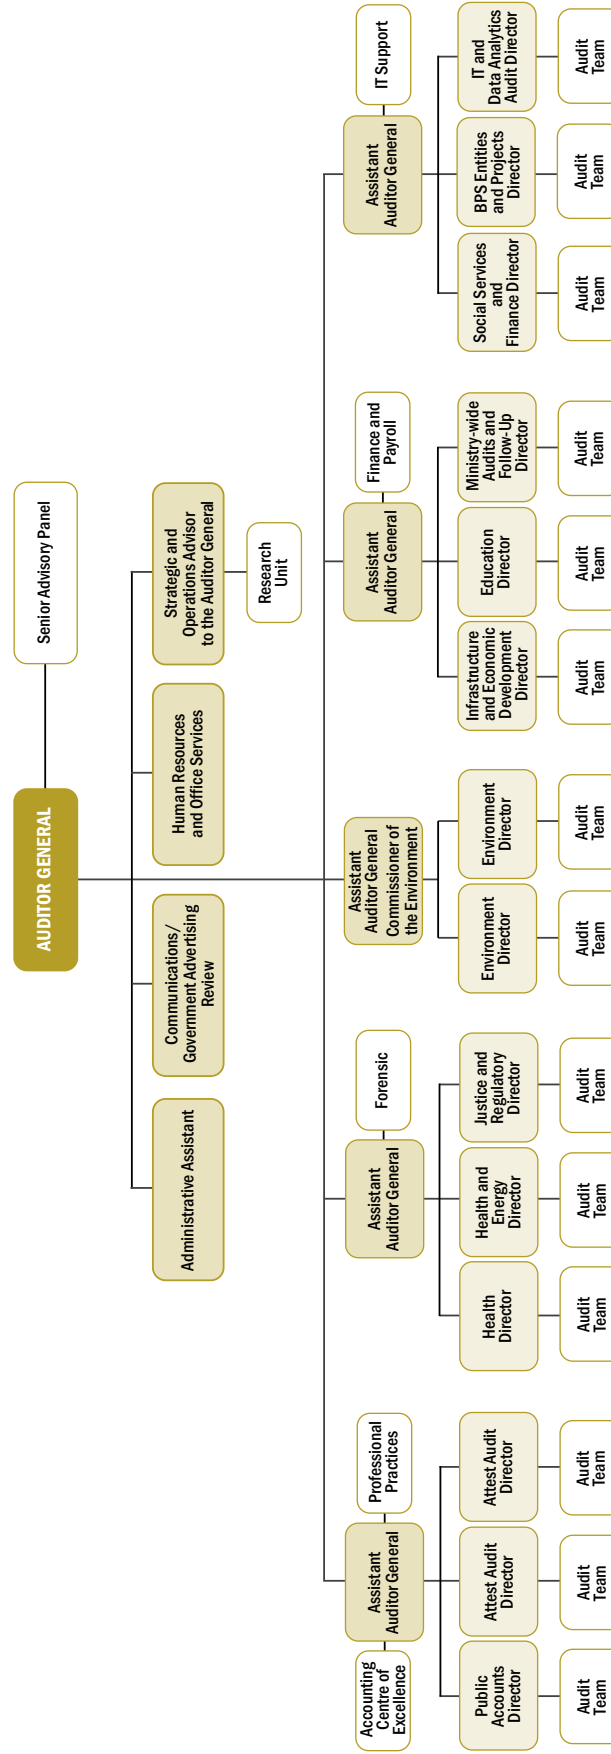 AUDITOR GENERAL
Senior Advisory Panel
Administrative Assistant
Communications/
Government Advertising
Review
Human Resources
and Office Services
Strategic and
Operations Advisor
to the Auditor General
Research
Unit
Accounting
Centre of
Excellence
Assistant
Auditor General
Professional
Practices
Assistant
Auditor General
Forensic
Assistant
Auditor General
Commissioner of
the Environment
Assistant
Auditor General
Finance and
Payroll
Assistant
Auditor General
IT Support
Public
Accounts
Director
Attest Audit
Director
Attest Audit
Director
Health
Director
Health and
Energy
Director
Justice and
Regulatory
Director
Environment
Director
Environment
Director
Infrastructure
and Economic
Development
Director
Education
Director
Ministry-wide
Audits and
Follow-Up
Director
Social Services
and
Finance Director
BPS Entities
and Projects
Director
IT and
Data Analytics
Audit Director
Audit
Team
Audit
Team
Audit
Team
Audit
Team
Audit
Team
Audit
Team
Audit
Team
Audit
Team
Audit
Team
Audit
Team
Audit
Team
Audit
Team
Audit
Team
Audit
Team